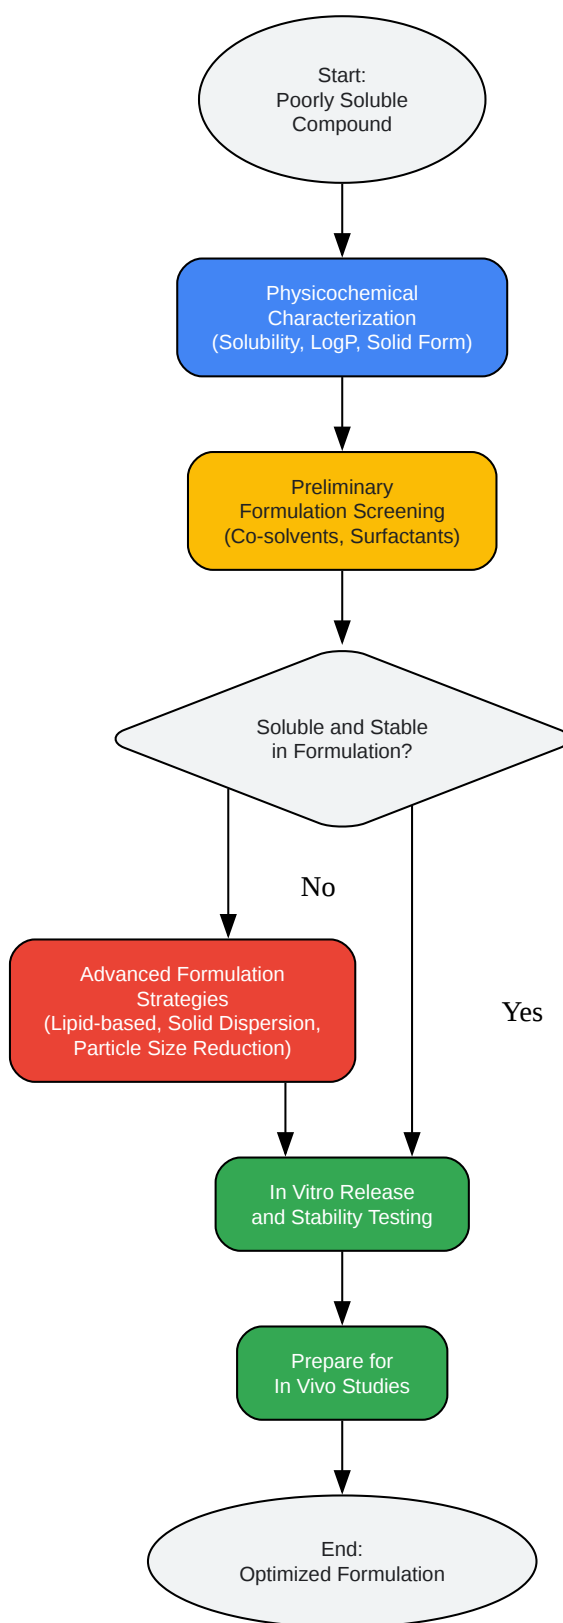 Start:
Poorly Soluble
Compound
Physicochemical
Characterization
(Solubility, LogP, Solid Form)
Preliminary
Formulation Screening
(Co-solvents, Surfactants)
Soluble and Stable
in Formulation?
No
Advanced Formulation
Strategies
(Lipid-based, Solid Dispersion,
Particle Size Reduction)
Yes
In Vitro Release
and Stability Testing
Prepare for
In Vivo Studies
End:
Optimized Formulation